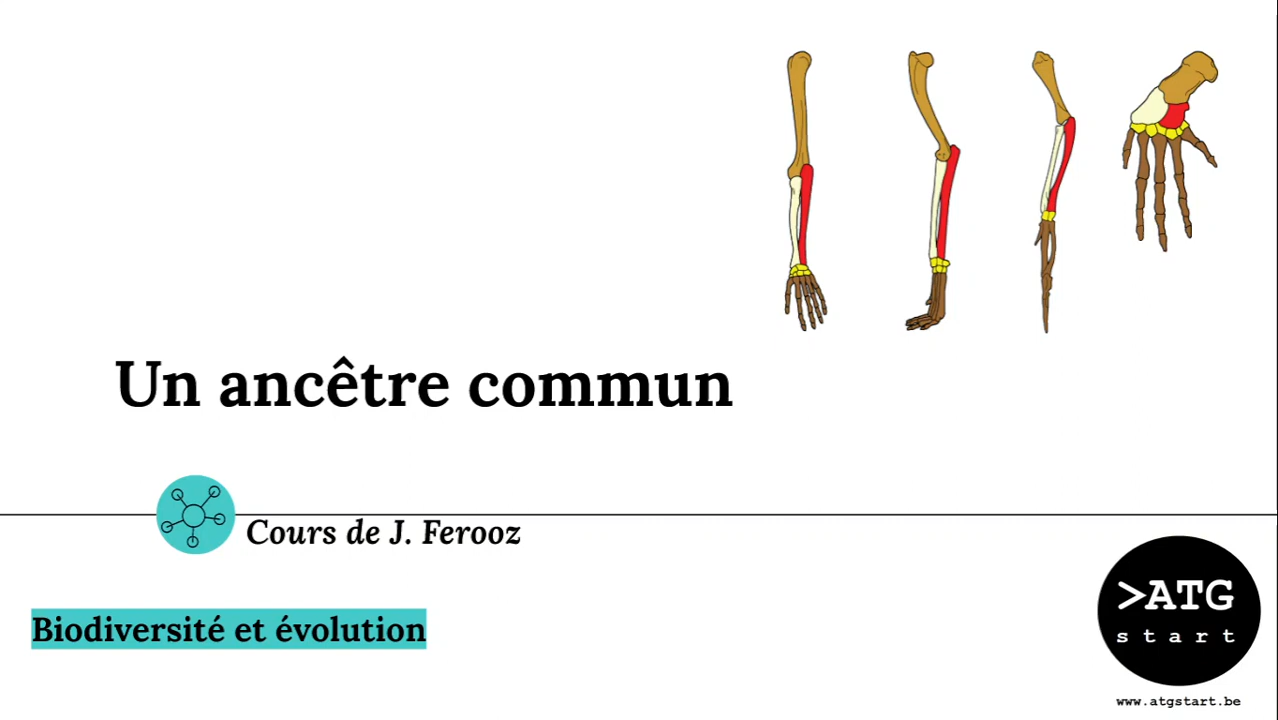 Un ancêtre commun
Cours de J. Ferooz
Biodiversité et évolution
>ATG
start
www.atgstart.be